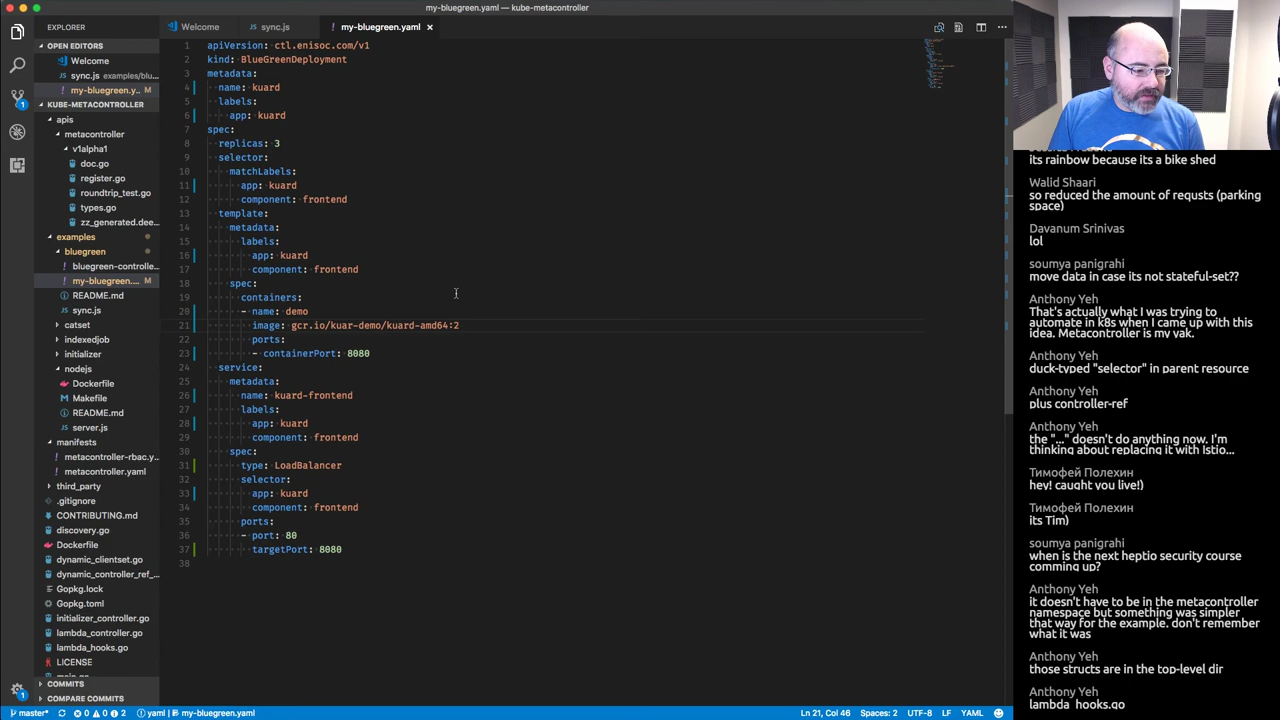 my-bluegreen.yaml — kube-metacontroller
EXPLORER
OPEN EDITORS
Welcome
sync.js examples/blu...
my-bluegreen.y... M
KUBE-METACONTROLLER
apis
metacontroller
v1alpha1
doc.go
register.go
roundtrip_test.go
types.go
zz_generated.dee...
examples
bluegreen
bluegreen-controlle...
my-bluegreen.... M
README.md
sync.js
catset
indexedjob
initializer
nodejs
Dockerfile
Makefile
README.md
server.js
manifests
metacontroller-rbac.y...
metacontroller.yaml
third_party
.gitignore
CONTRIBUTING.md
discovery.go
Dockerfile
dynamic_clientset.go
dynamic_controller_ref_...
Gopkg.lock
Gopkg.toml
initializer_controller.go
lambda_controller.go
lambda_hooks.go
LICENSE
main.go
COMMITS
COMPARE COMMITS
Welcome sync.js my-bluegreen.yaml
1 apiVersion: ctl.enisoc.com/v1
2 kind: BlueGreenDeployment
3 metadata:
4 name: kuard
5 labels:
6 app: kuard
7 spec:
8 replicas: 3
9 selector:
10 matchLabels:
11 app: kuard
12 component: frontend
13 template:
14 metadata:
15 labels:
16 app: kuard
17 component: frontend
18 spec:
19 containers:
20 - name: demo
21 image: gcr.io/kuar-demo/kuard-amd64:2
22 ports:
23 - containerPort: 8080
24 service:
25 metadata:
26 name: kuard-frontend
27 labels:
28 app: kuard
29 component: frontend
30 spec:
31 type: LoadBalancer
32 selector:
33 app: kuard
34 component: frontend
35 ports:
36 - port: 80
37 targetPort: 8080
38
its rainbow because its a bike shed
Walid Shaari
so reduced the amount of requsts (parking
space)
Davanum Srinivas
lol
soumya panigrahi
move data in case its not stateful-set??
Anthony Yeh
That's actually what I was trying to
automate in k8s when I came up with this
idea. Metacontroller is my yak.
Anthony Yeh
duck-typed "selector" in parent resource
Anthony Yeh
plus controller-ref
Anthony Yeh
the "..." doesn't do anything now. I'm
thinking about replacing it with Istio...
Тимофей Полехин
hey! caught you live!)
Тимофей Полехин
its Tim)
soumya panigrahi
when is the next heptio security course
comming up?
Anthony Yeh
it doesn't have to be in the metacontroller
namespace but something was simpler
that way for the example. don't remember
what it was
Anthony Yeh
those structs are in the top-level dir
Anthony Yeh
lambda_hooks.go
1
1
master* 0 0 2 yaml my-bluegreen.yaml Ln 21, Col 46 Spaces: 2 UTF-8 LF YAML